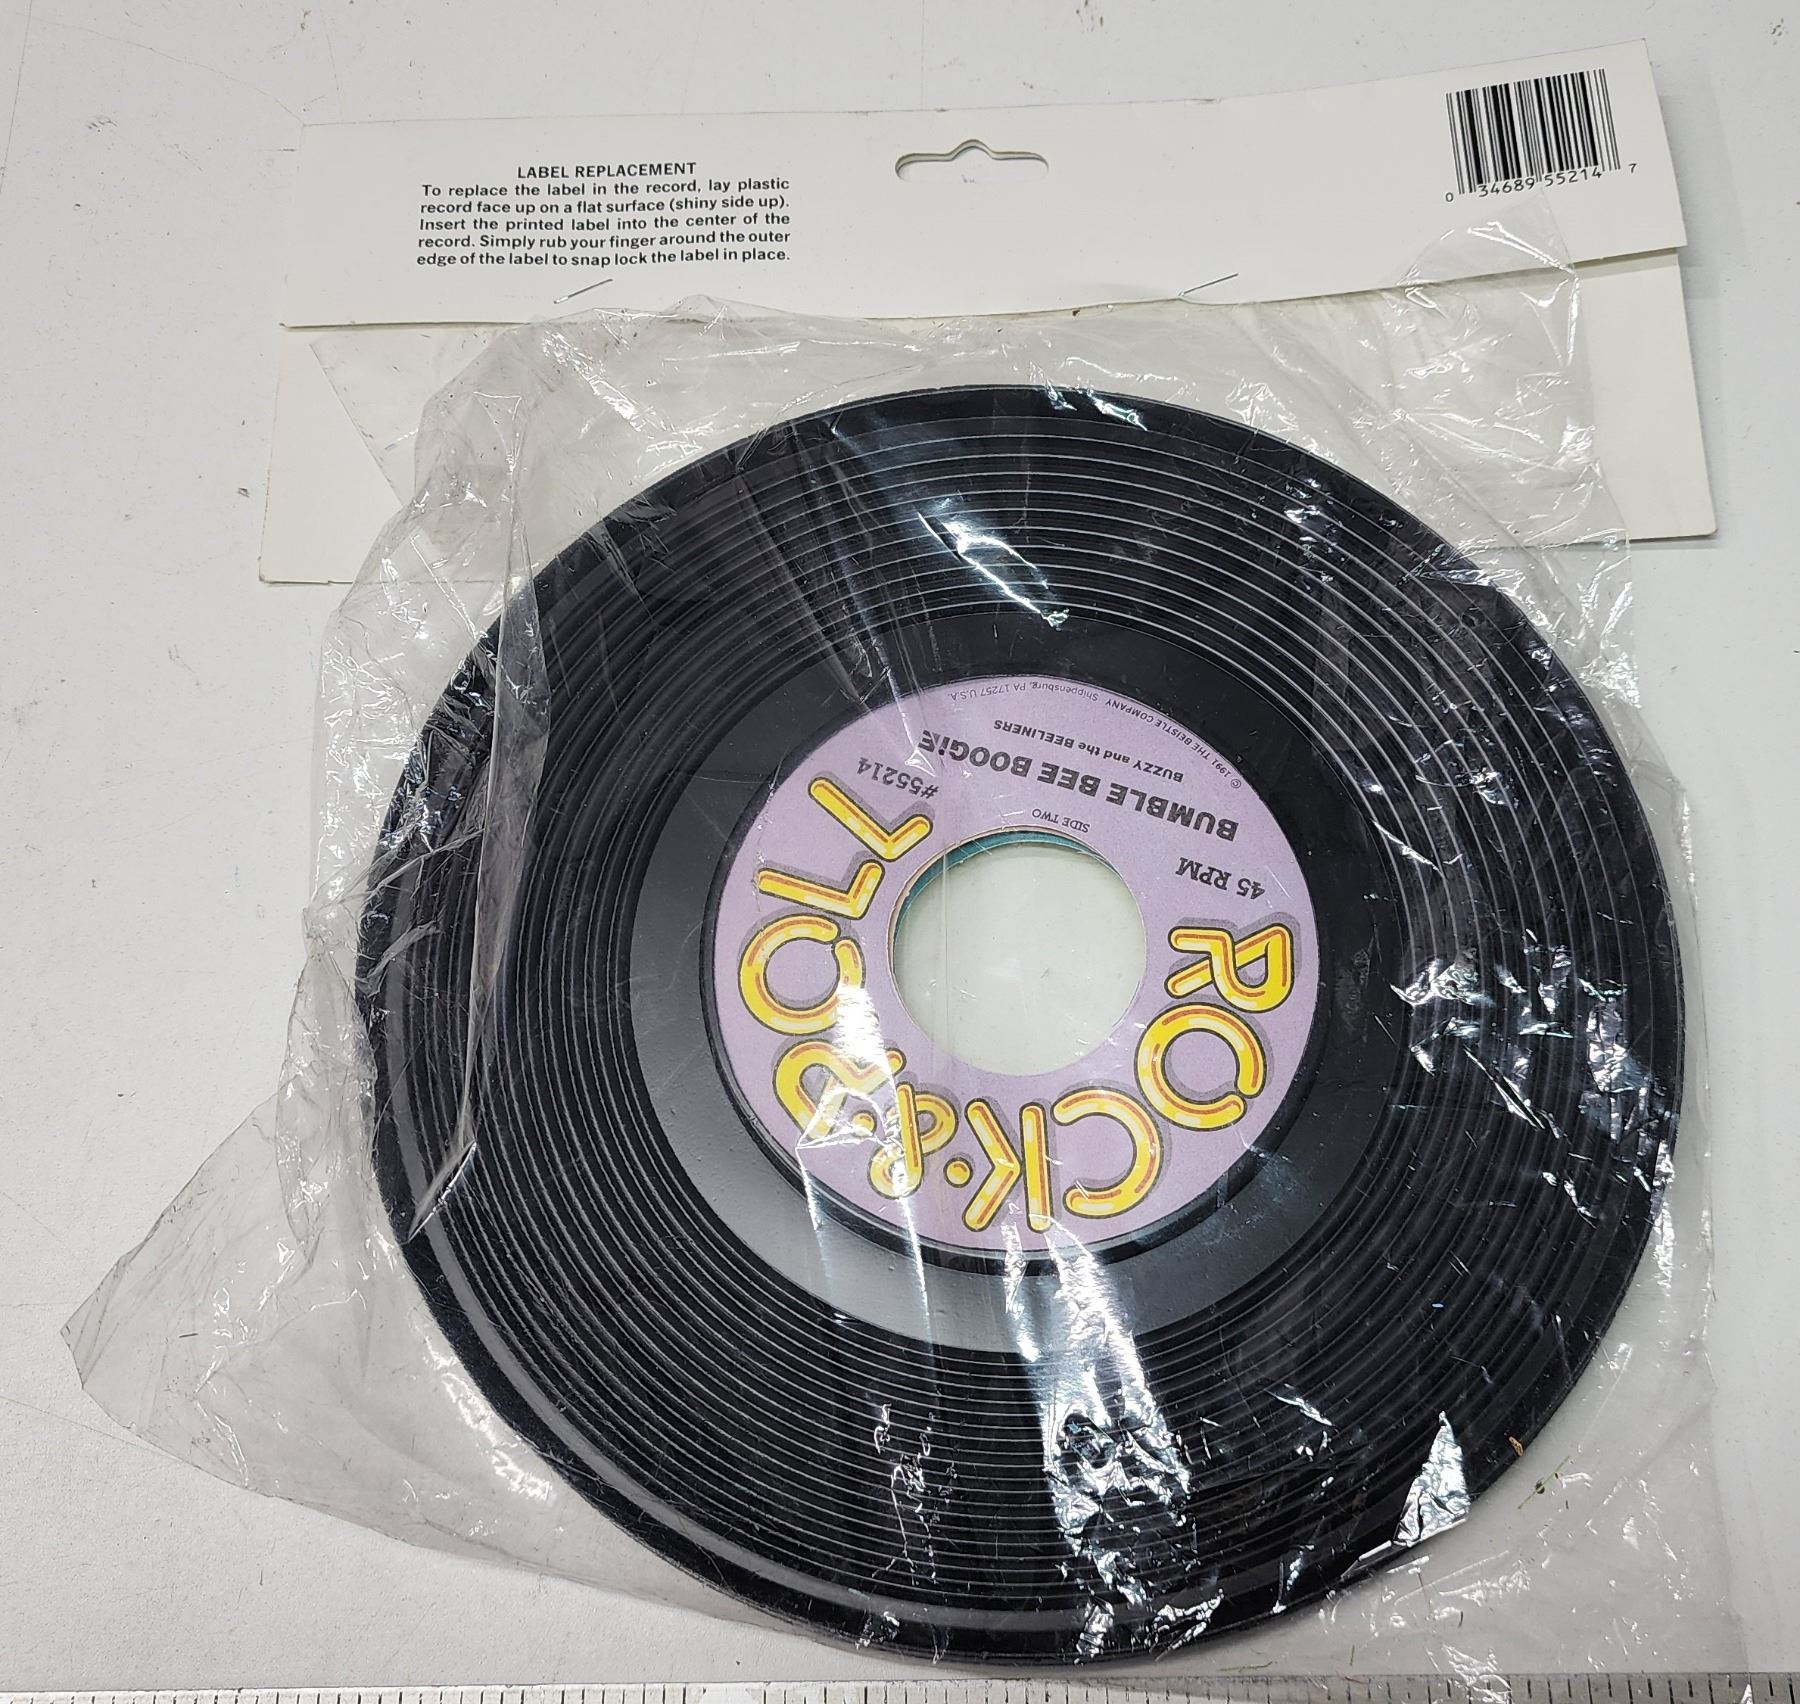 LABEL REPLACEMENT
To replace the label in the record, lay plastic
record face up on a flat surface (shiny side up).
Insert the printed label into the center of the
record. Simply rub your finger around the outer
edge of the label to snap lock the label in place.
0 34689 55214 7
ROCK·&·ROLL
45 RPM
#55214
SIDE TWO
BUMBLE BEE BOOGiE
BUZZY and the BEELINERS
© 1991 THE BEISTLE COMPANY Shippensburg, PA 17257 U.S.A.